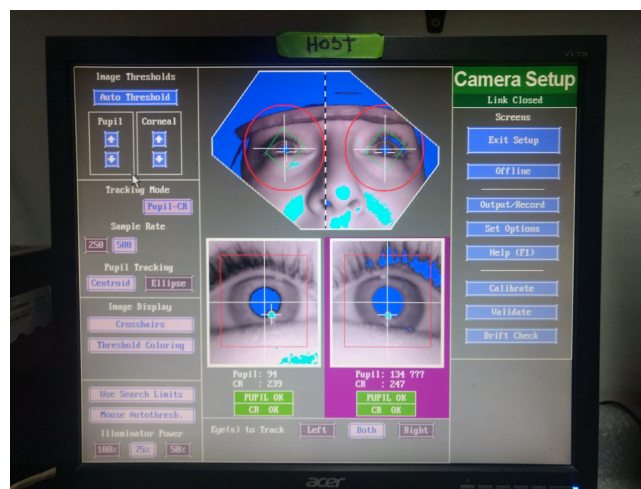 HOST
V173
Image Thresholds
Auto Threshold
Pupil
Corneal
Tracking Mode
Pupil-CR
Sample Rate
250
500
Pupil Tracking
Centroid
Ellipse
Image Display
Crosshairs
Threshold Coloring
Use Search Limits
Mouse Autothresh.
Illuminator Power
100%
75%
50%
Pupil: 94
CR : 239
PUPIL OK
CR OK
Pupil: 134 ???
CR : 247
PUPIL OK
CR OK
Eye(s) to Track
Left
Both
Right
Camera Setup
Link Closed
Screens
Exit Setup
Offline
Output/Record
Set Options
Help (F1)
Calibrate
Validate
Drift Check
acer